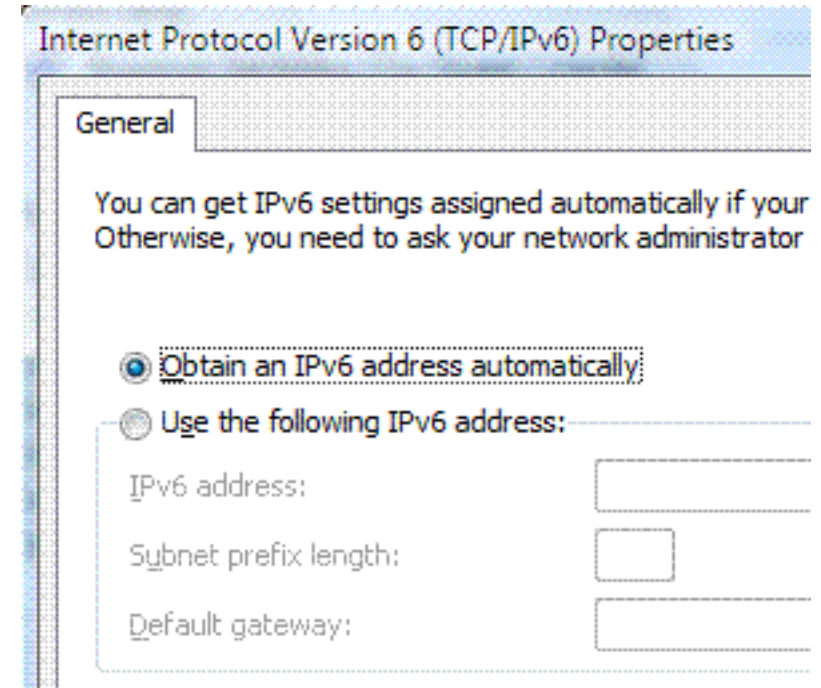 Internet Protocol Version 6 (TCP/IPv6) Properties
General
You can get IPv6 settings assigned automatically if your
Otherwise, you need to ask your network administrator
Obtain an IPv6 address automatically
Use the following IPv6 address:
IPv6 address:
Subnet prefix length:
Default gateway: